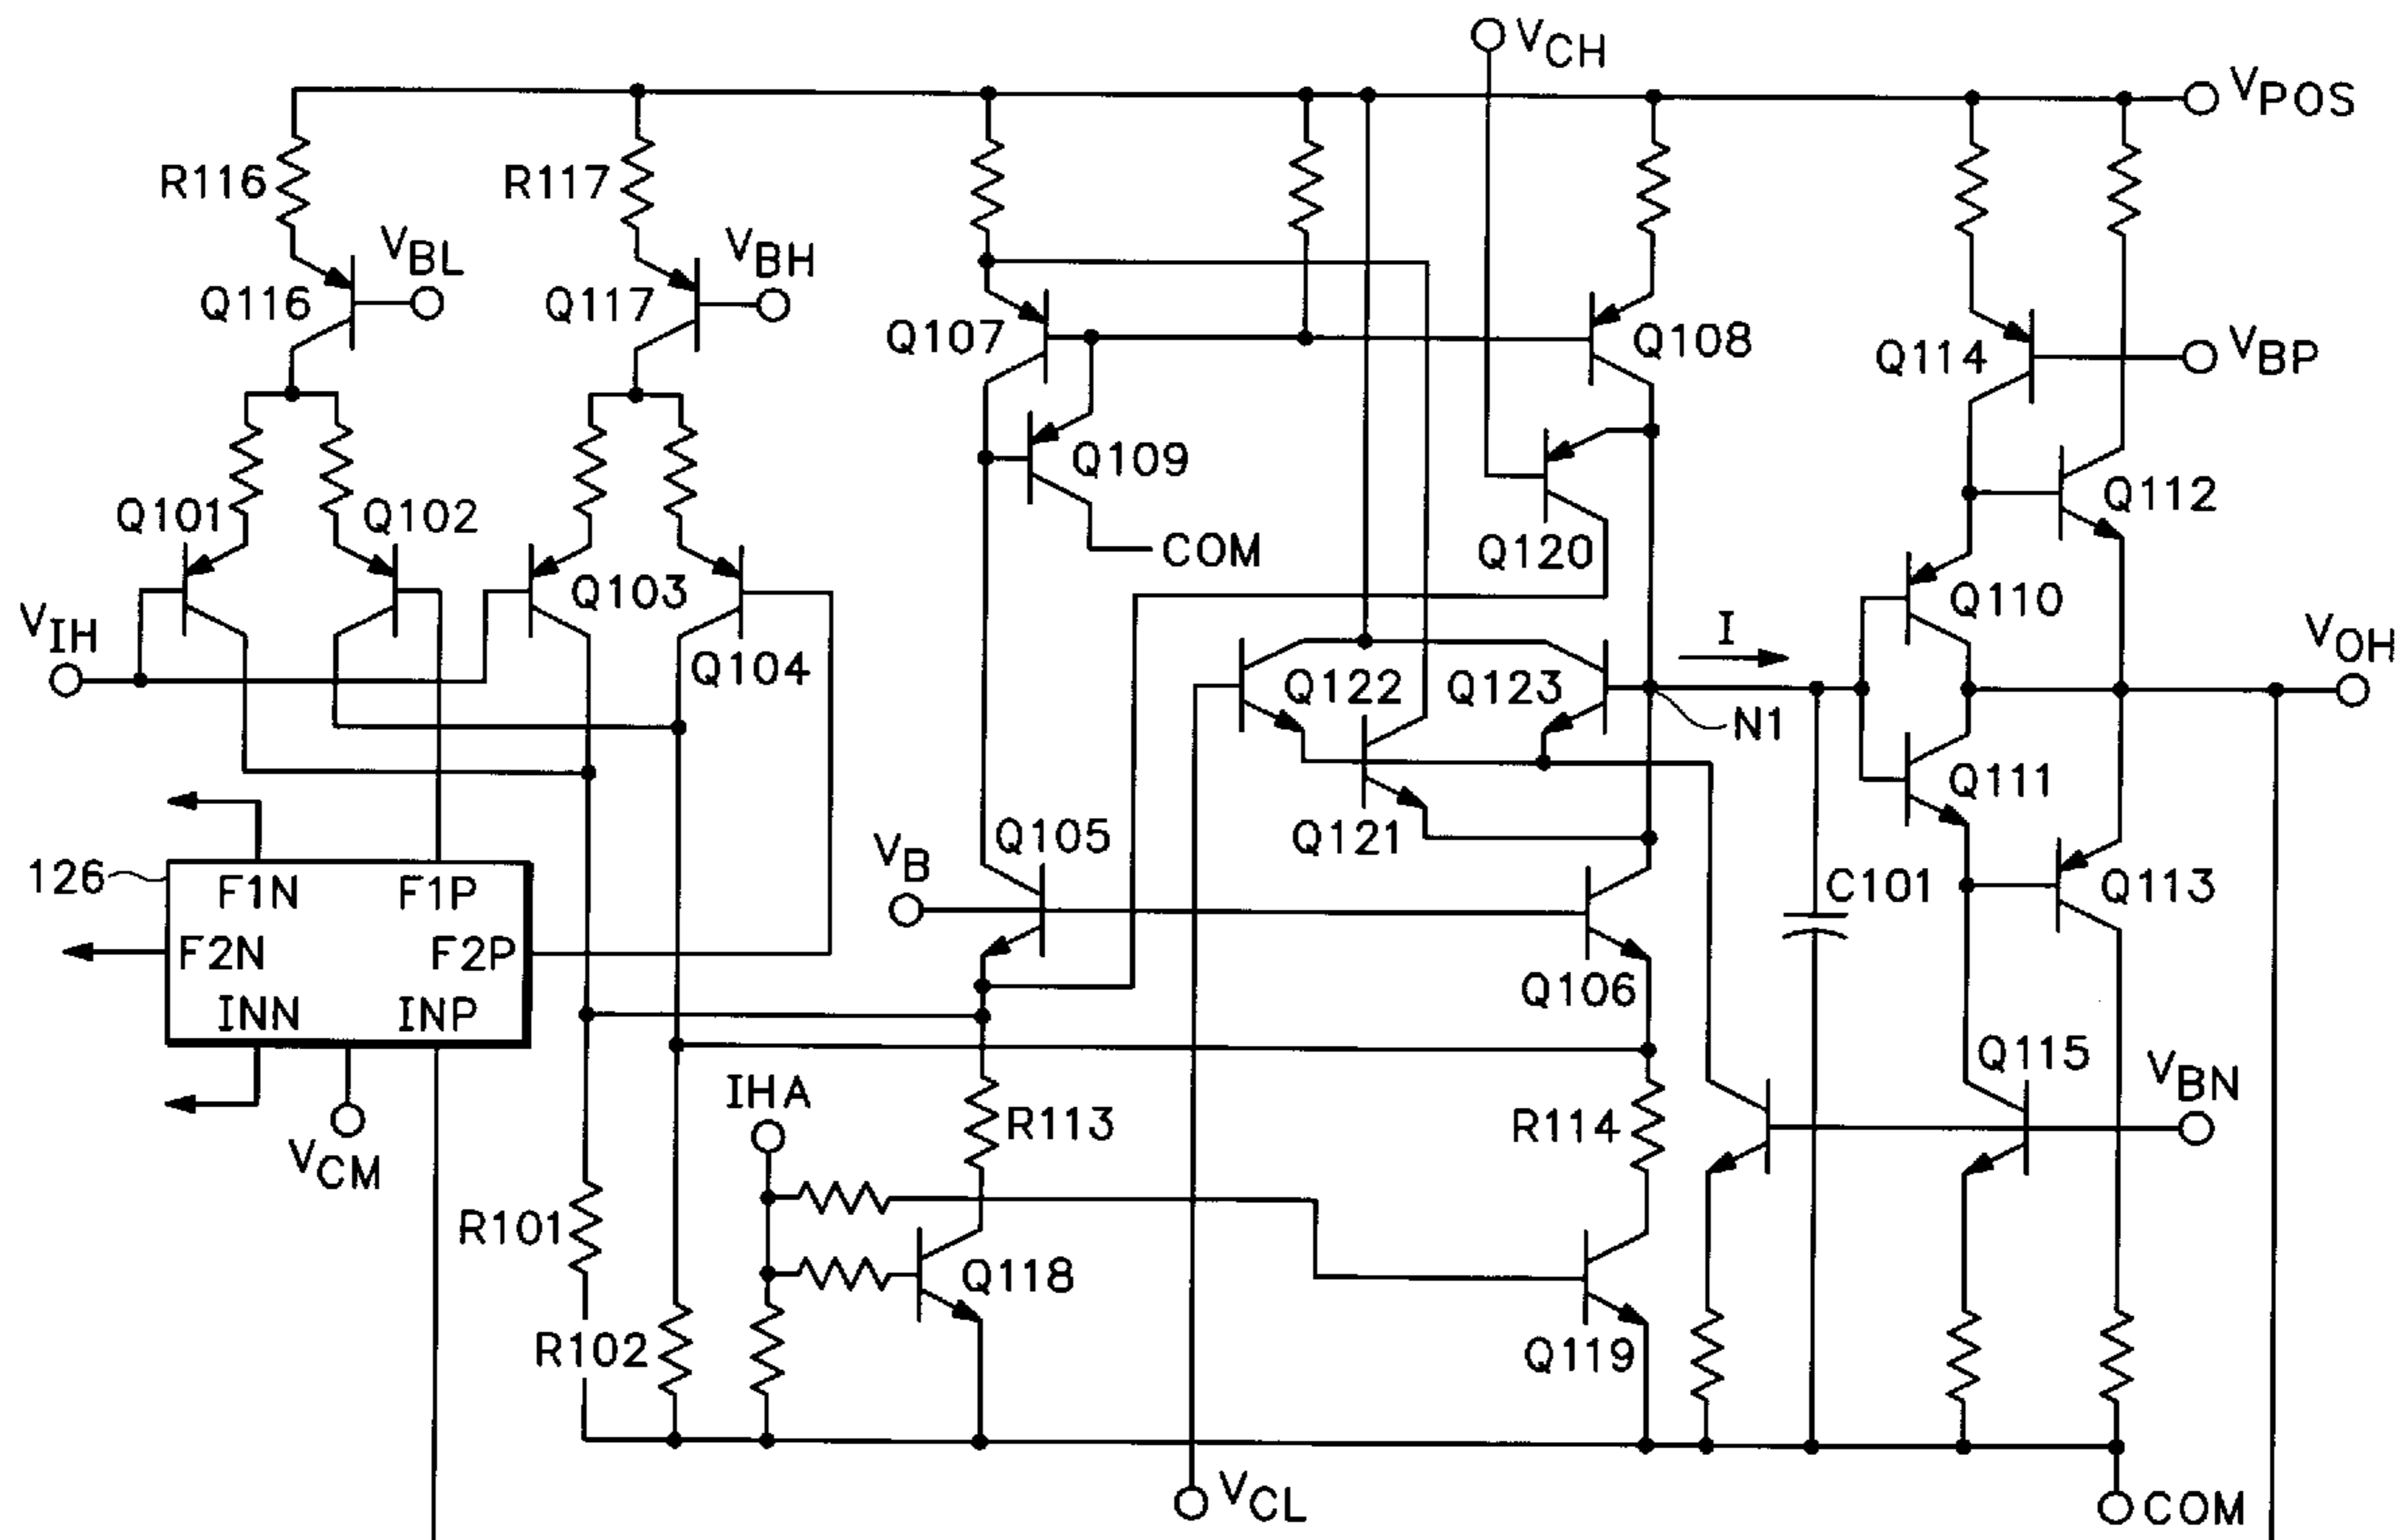 VCH
VPOS
R116
R117
VBL
VBH
Q116
Q117
Q107
Q108
Q114
VBP
Q109
Q101
Q102
COM
Q120
Q112
Q103
Q110
VIH
Q104
Q122
Q123
I
VOH
N1
Q121
Q111
126
F1N
F1P
VB
Q105
C101
Q113
F2N
F2P
Q106
INN
INP
VCM
IHA
R113
R114
Q115
VBN
R101
Q118
R102
Q119
VCL
COM